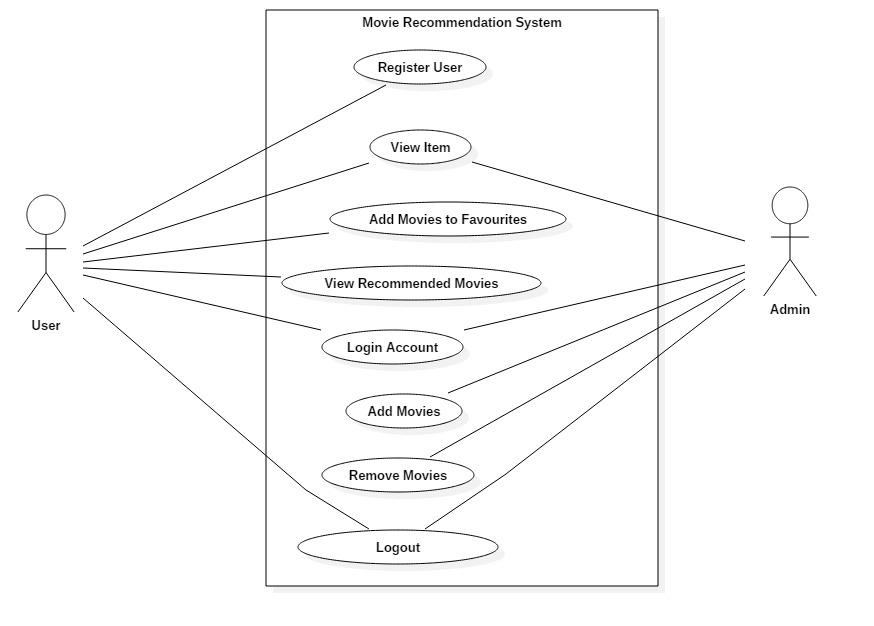 Movie Recommendation System
Register User
View Item
Add Movies to Favourites
View Recommended Movies
User
Admin
Login Account
Add Movies
Remove Movies
Logout